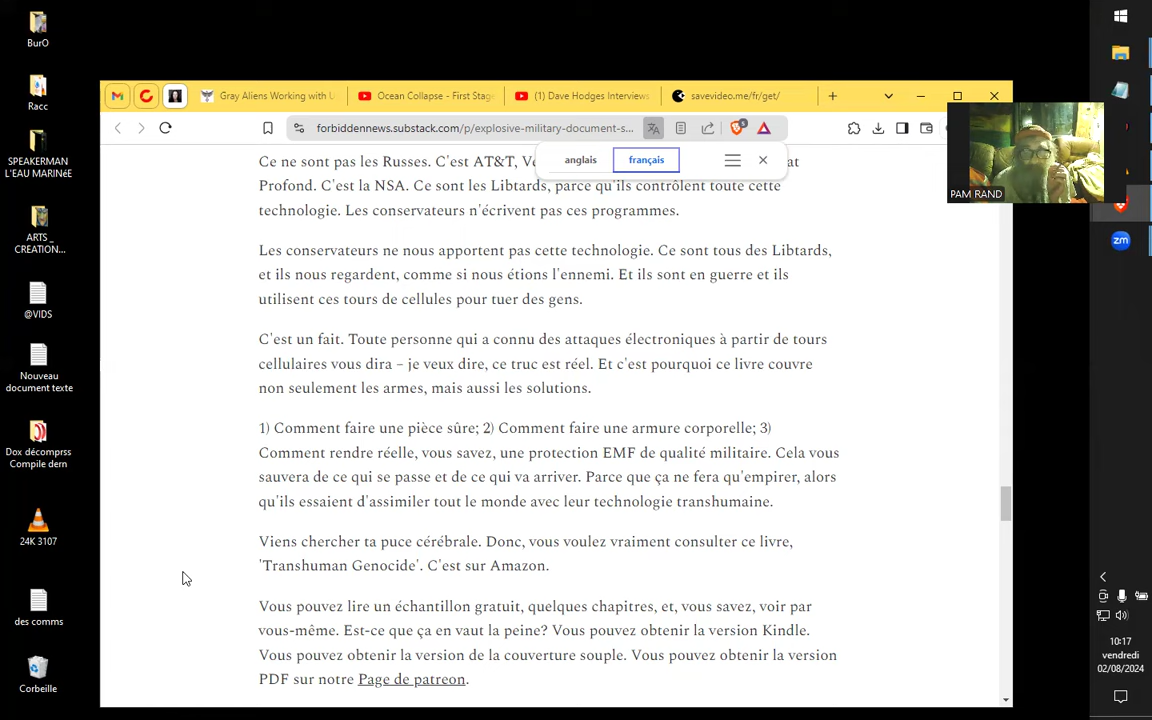 BurO
Racc
SPEAKERMAN
L'EAU MARINéE
ARTS _
CREATION...
@VIDS
Nouveau
document texte
Dox décomprss
Compile dern
24K 3107
des comms
Corbeille
Gray Aliens Working with U
Ocean Collapse - First Stage
(1) Dave Hodges Interviews
savevideo.me/fr/get/
forbiddennews.substack.com/p/explosive-military-document-s...
anglais
français
Ce ne sont pas les Russes. C'est AT&T, Ve at
Profond. C'est la NSA. Ce sont les Libtards, parce qu'ils contrôlent toute cette
technologie. Les conservateurs n'écrivent pas ces programmes.
Les conservateurs ne nous apportent pas cette technologie. Ce sont tous des Libtards,
et ils nous regardent, comme si nous étions l'ennemi. Et ils sont en guerre et ils
utilisent ces tours de cellules pour tuer des gens.
C'est un fait. Toute personne qui a connu des attaques électroniques à partir de tours
cellulaires vous dira – je veux dire, ce truc est réel. Et c'est pourquoi ce livre couvre
non seulement les armes, mais aussi les solutions.
1) Comment faire une pièce sûre; 2) Comment faire une armure corporelle; 3)
Comment rendre réelle, vous savez, une protection EMF de qualité militaire. Cela vous
sauvera de ce qui se passe et de ce qui va arriver. Parce que ça ne fera qu'empirer, alors
qu'ils essaient d'assimiler tout le monde avec leur technologie transhumaine.
Viens chercher ta puce cérébrale. Donc, vous voulez vraiment consulter ce livre,
'Transhuman Genocide'. C'est sur Amazon.
Vous pouvez lire un échantillon gratuit, quelques chapitres, et, vous savez, voir par
vous-même. Est-ce que ça en vaut la peine? Vous pouvez obtenir la version Kindle.
Vous pouvez obtenir la version de la couverture souple. Vous pouvez obtenir la version
PDF sur notre Page de patreon.
PAM RAND
zm
10:17
vendredi
02/08/2024